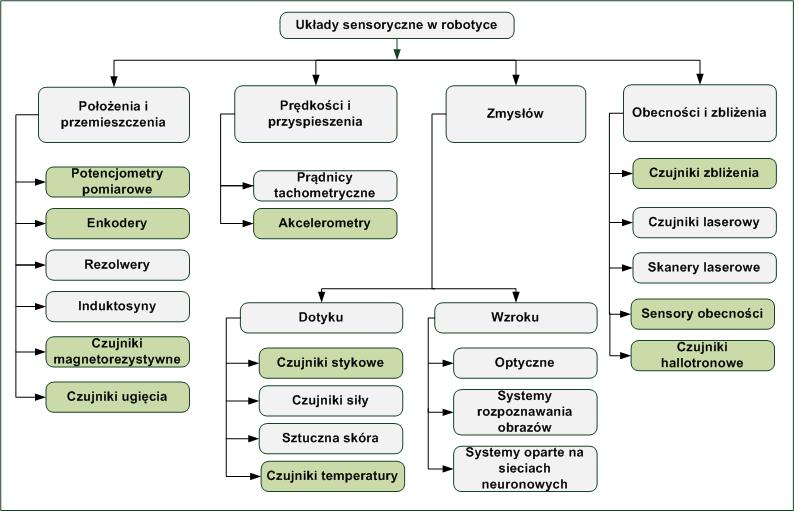 Układy sensoryczne w robotyce
Położenia i
przemieszczenia
Potencjometry
pomiarowe
Enkodery
Rezolwery
Induktosyny
Czujniki
magnetorezystywne
Czujniki ugięcia
Prędkości i
przyspieszenia
Prądnicy
tachometryczne
Akcelerometry
Zmysłów
Dotyku
Czujniki stykowe
Czujniki siły
Sztuczna skóra
Czujniki temperatury
Wzroku
Optyczne
Systemy
rozpoznawania
obrazów
Systemy oparte na
sieciach
neuronowych
Obecności i zbliżenia
Czujniki zbliżenia
Czujniki laserowy
Skanery laserowe
Sensory obecności
Czujniki
hallotronowe